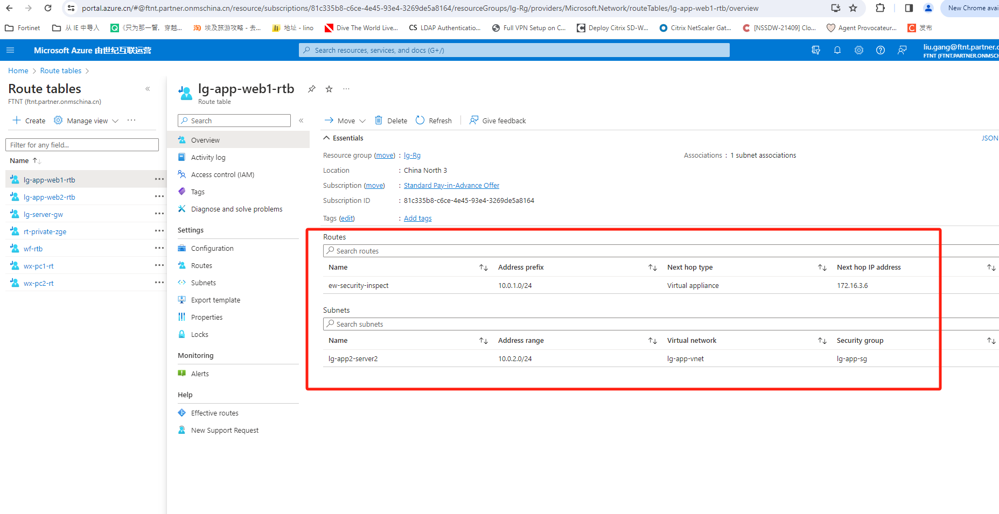 portal.azure.cn/#@ftnt.partner.onmschina.cn/resource/subscriptions/81c335b8-c6ce-4e45-93e4-3269de5a8164/resourceGroups/lg-Rg/providers/Microsoft.Network/routeTables/lg-app-web1-rtb/overview
New Chrome avai
Fortinet
从 IE 中导入
《只为那一瞥，穿越...
埃及旅游攻略 - 去...
地址 - lino
Dive The World Live...
CS LDAP Authenticatio...
Full VPN Setup on C...
Deploy Citrix SD-W...
Citrix NetScaler Gat...
[NSSDW-21409] Clo...
Agent Provocateur...
发布
Microsoft Azure 由世纪互联运营
Search resources, services, and docs (G+/)
liu.gang@ftnt.partner.o
FTNT (FTNT.PARTNER.ONMSCH
Home > Route tables >
Route tables
FTNT (ftnt.partner.onmschina.cn)
Create
Manage view
Filter for any field...
Name
lg-app-web1-rtb
lg-app-web2-rtb
lg-server-gw
rt-private-zge
wf-rtb
wx-pc1-rt
wx-pc2-rt
lg-app-web1-rtb
Route table
Search
Overview
Activity log
Access control (IAM)
Tags
Diagnose and solve problems
Settings
Configuration
Routes
Subnets
Export template
Properties
Locks
Monitoring
Alerts
Help
Effective routes
New Support Request
Move
Delete
Refresh
Give feedback
Essentials
JSON
Resource group (move) : lg-Rg
Associations : 1 subnet associations
Location : China North 3
Subscription (move) : Standard Pay-in-Advance Offer
Subscription ID : 81c335b8-c6ce-4e45-93e4-3269de5a8164
Tags (edit) : Add tags
Routes
Search routes
Name Address prefix Next hop type Next hop IP address
ew-security-inspect 10.0.1.0/24 Virtual appliance 172.16.3.6
Subnets
Search subnets
Name Address range Virtual network Security group
lg-app2-server2 10.0.2.0/24 lg-app-vnet lg-app-sg